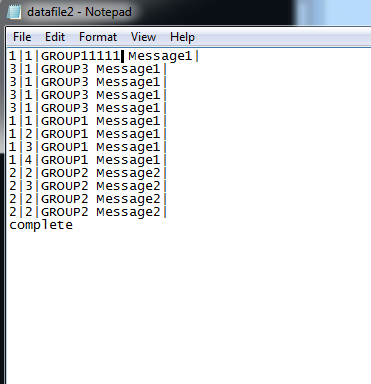 datafile2 - Notepad
File Edit Format View Help
1|1|GROUP11111 Message1|
3|1|GROUP3 Message1|
3|1|GROUP3 Message1|
3|1|GROUP3 Message1|
3|1|GROUP3 Message1|
1|1|GROUP1 Message1|
1|2|GROUP1 Message1|
1|3|GROUP1 Message1|
1|4|GROUP1 Message1|
2|2|GROUP2 Message2|
2|3|GROUP2 Message2|
2|2|GROUP2 Message2|
2|2|GROUP2 Message2|
complete